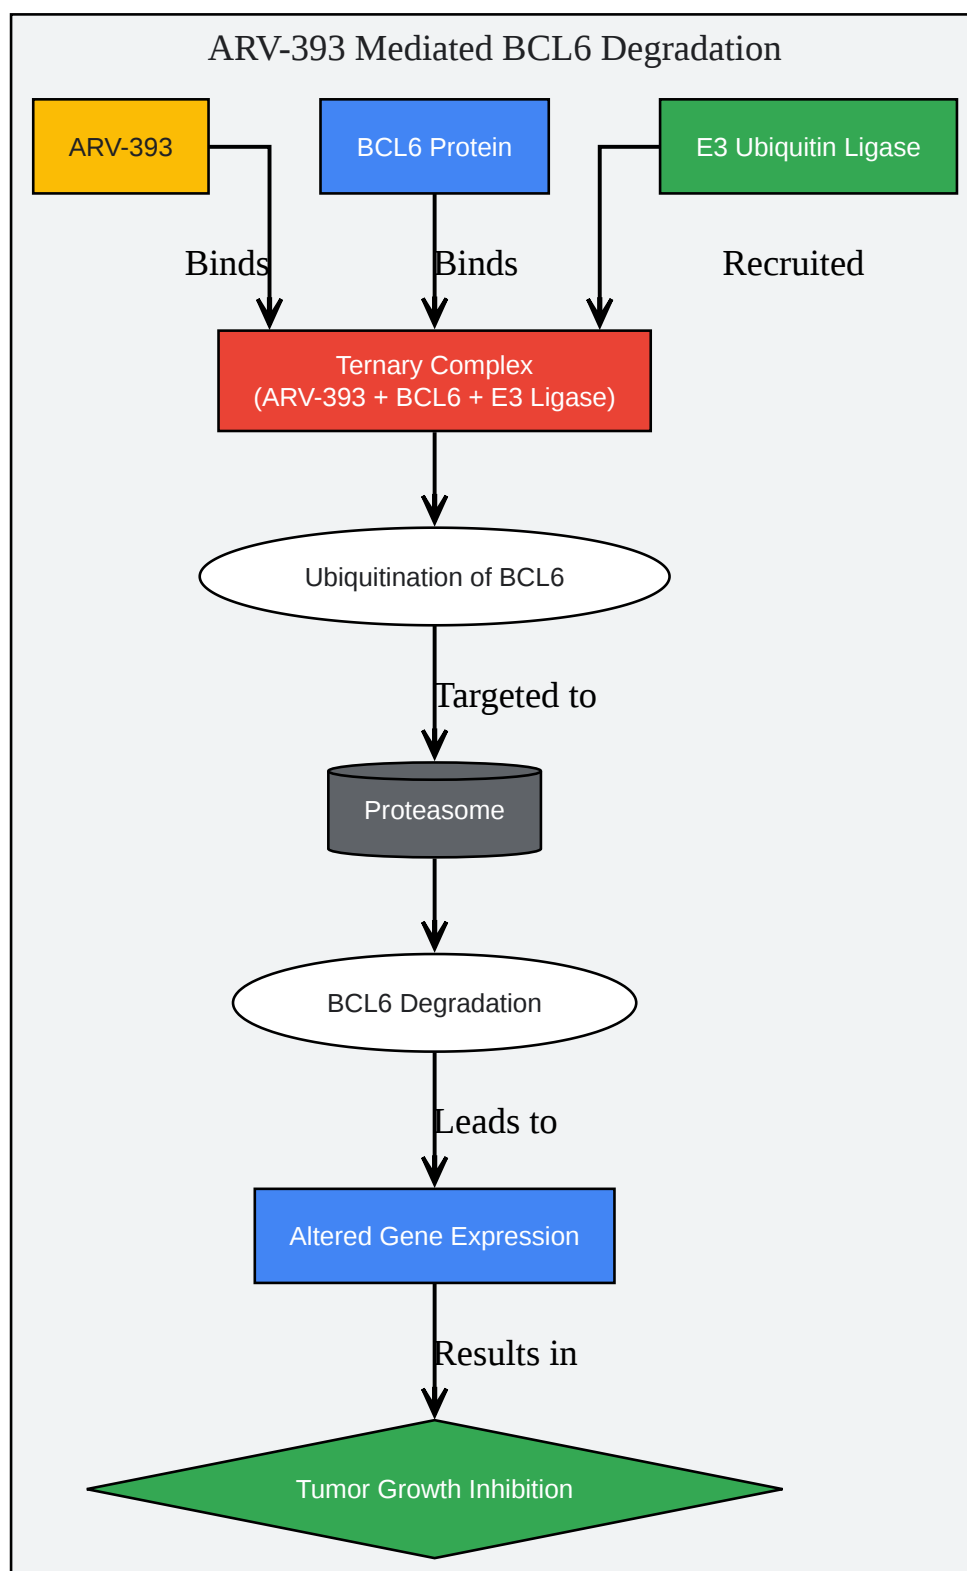 ARV-393 Mediated BCL6 Degradation
ARV-393
BCL6 Protein
E3 Ubiquitin Ligase
Binds
Binds
Recruited
Ternary Complex
(ARV-393 + BCL6 + E3 Ligase)
Ubiquitination of BCL6
Targeted to
Proteasome
BCL6 Degradation
Leads to
Altered Gene Expression
Results in
Tumor Growth Inhibition